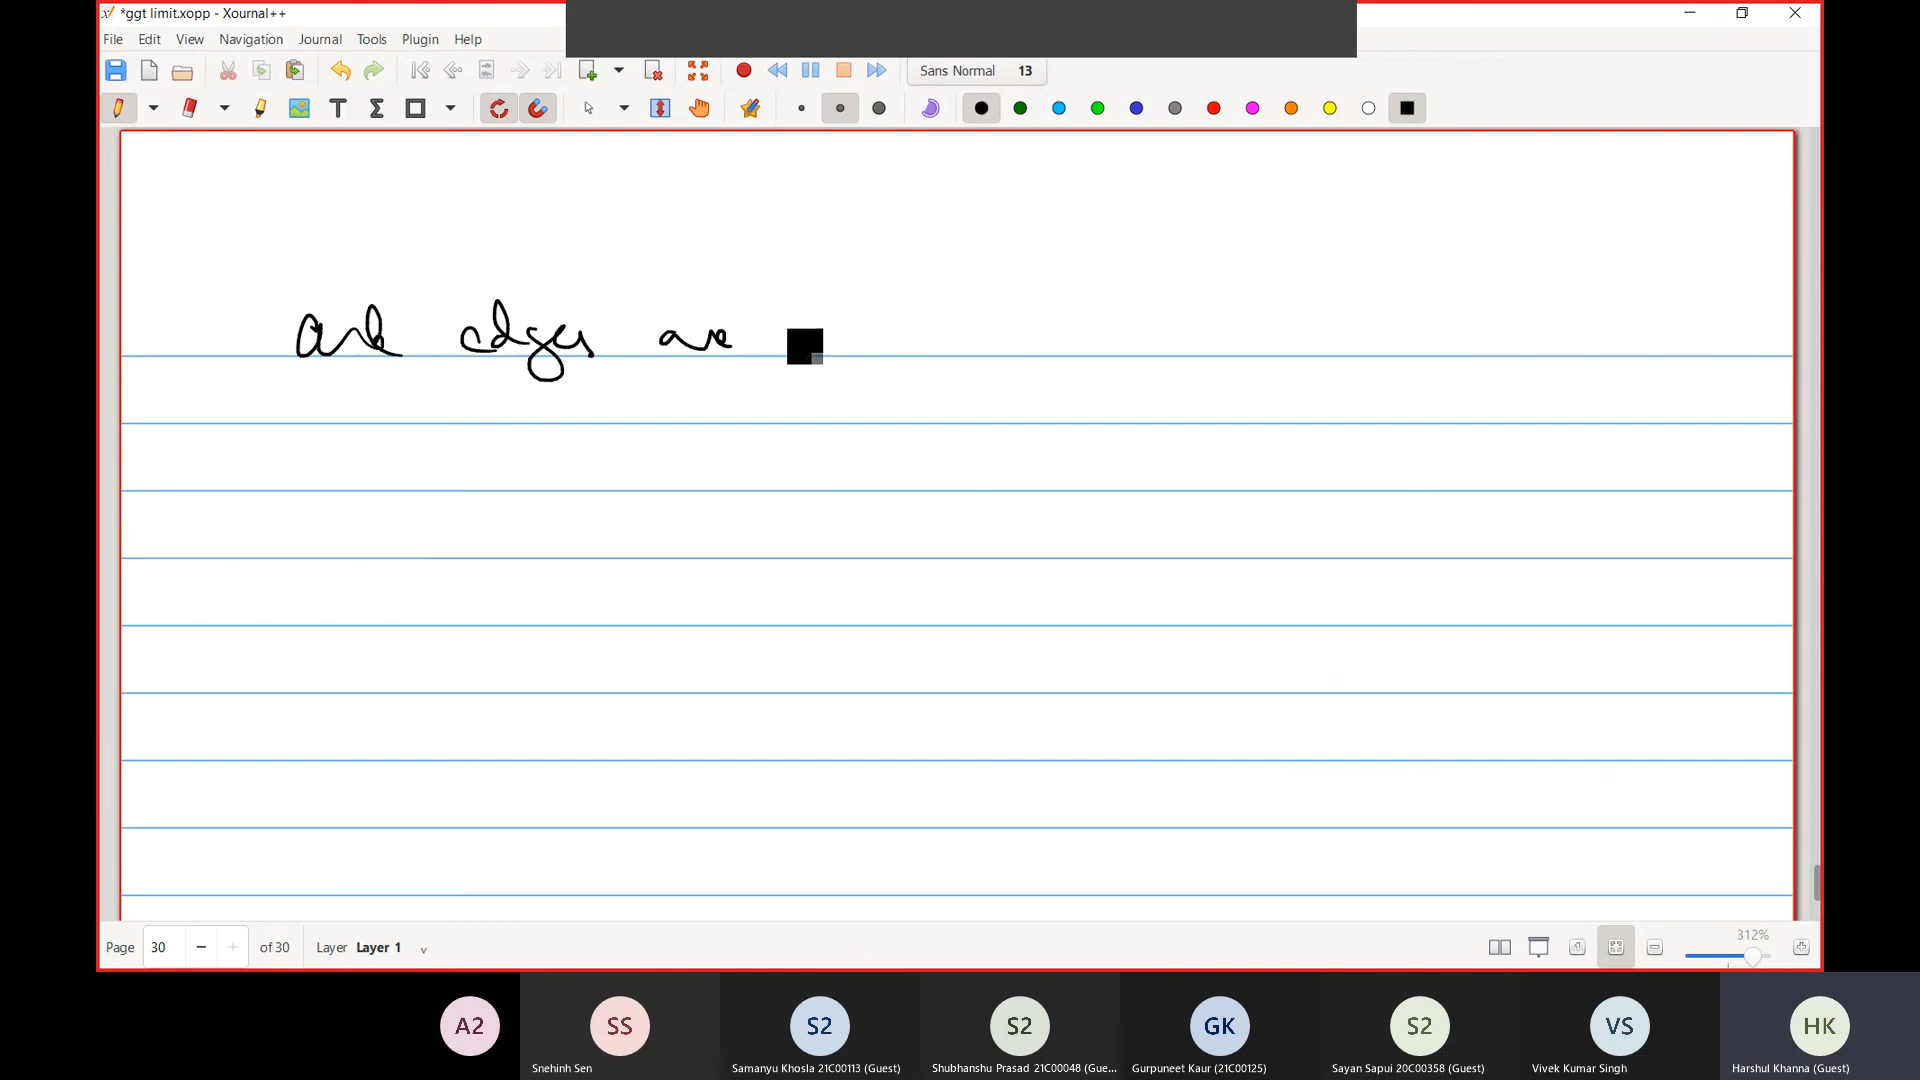 *ggt limit.xopp - Xournal++
File Edit View Navigation Journal Tools Plugin Help
Sans Normal 13
T Σ
and edges are
Page 30 of 30 Layer Layer 1
312%
A2 SS S2 S2 GK S2 VS HK
Snehinh Sen Samanyu Khosla 21C00113 (Guest) Shubhanshu Prasad 21C00048 (Gue... Gurpuneet Kaur (21C00125) Sayan Sapui 20C00358 (Guest) Vivek Kumar Singh Harshul Khanna (Guest)